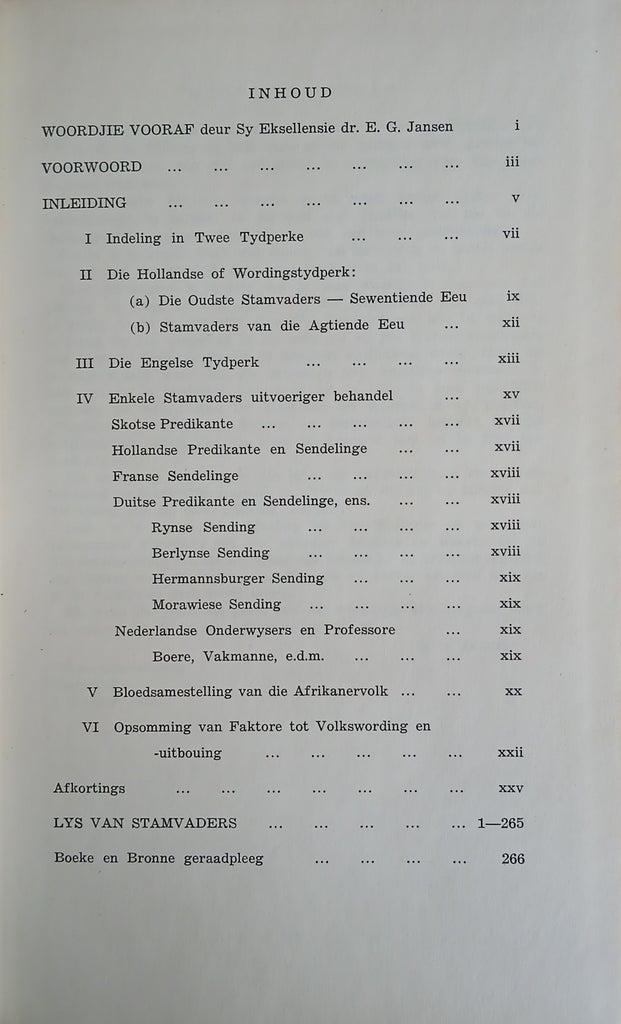 INHOUD
WOORDJIE VOORAF deur Sy Eksellensie dr. E. G. Jansen i
VOORWOORD ... ... ... ... ... ... ... iii
INLEIDING ... ... ... ... ... ... ... v
I Indeling in Twee Tydperke ... ... ... vii
II Die Hollandse of Wordingstydperk:
(a) Die Oudste Stamvaders — Sewentiende Eeu ix
(b) Stamvaders van die Agtiende Eeu ... xii
III Die Engelse Tydperk ... ... ... ... xiii
IV Enkele Stamvaders uitvoeriger behandel ... xv
Skotse Predikante ... ... ... ... ... xvii
Hollandse Predikante en Sendelinge ... ... xvii
Franse Sendelinge ... ... ... ... xviii
Duitse Predikante en Sendelinge, ens. ... ... xviii
Rynse Sending ... ... ... ... xviii
Berlynse Sending ... ... ... ... xviii
Hermannsburger Sending ... ... ... xix
Morawiese Sending ... ... ... ... xix
Nederlandse Onderwysers en Professore ... xix
Boere, Vakmanne, e.d.m. ... ... ... xix
V Bloedsamestelling van die Afrikanervolk ... ... xx
VI Opsomming van Faktore tot Volkswording en
-uitbouing ... ... ... ... ... xxii
Afkortings ... ... ... ... ... ... ... xxv
LYS VAN STAMVADERS ... ... ... ... ... 1—265
Boeke en Bronne geraadpleeg ... ... ... ... 266